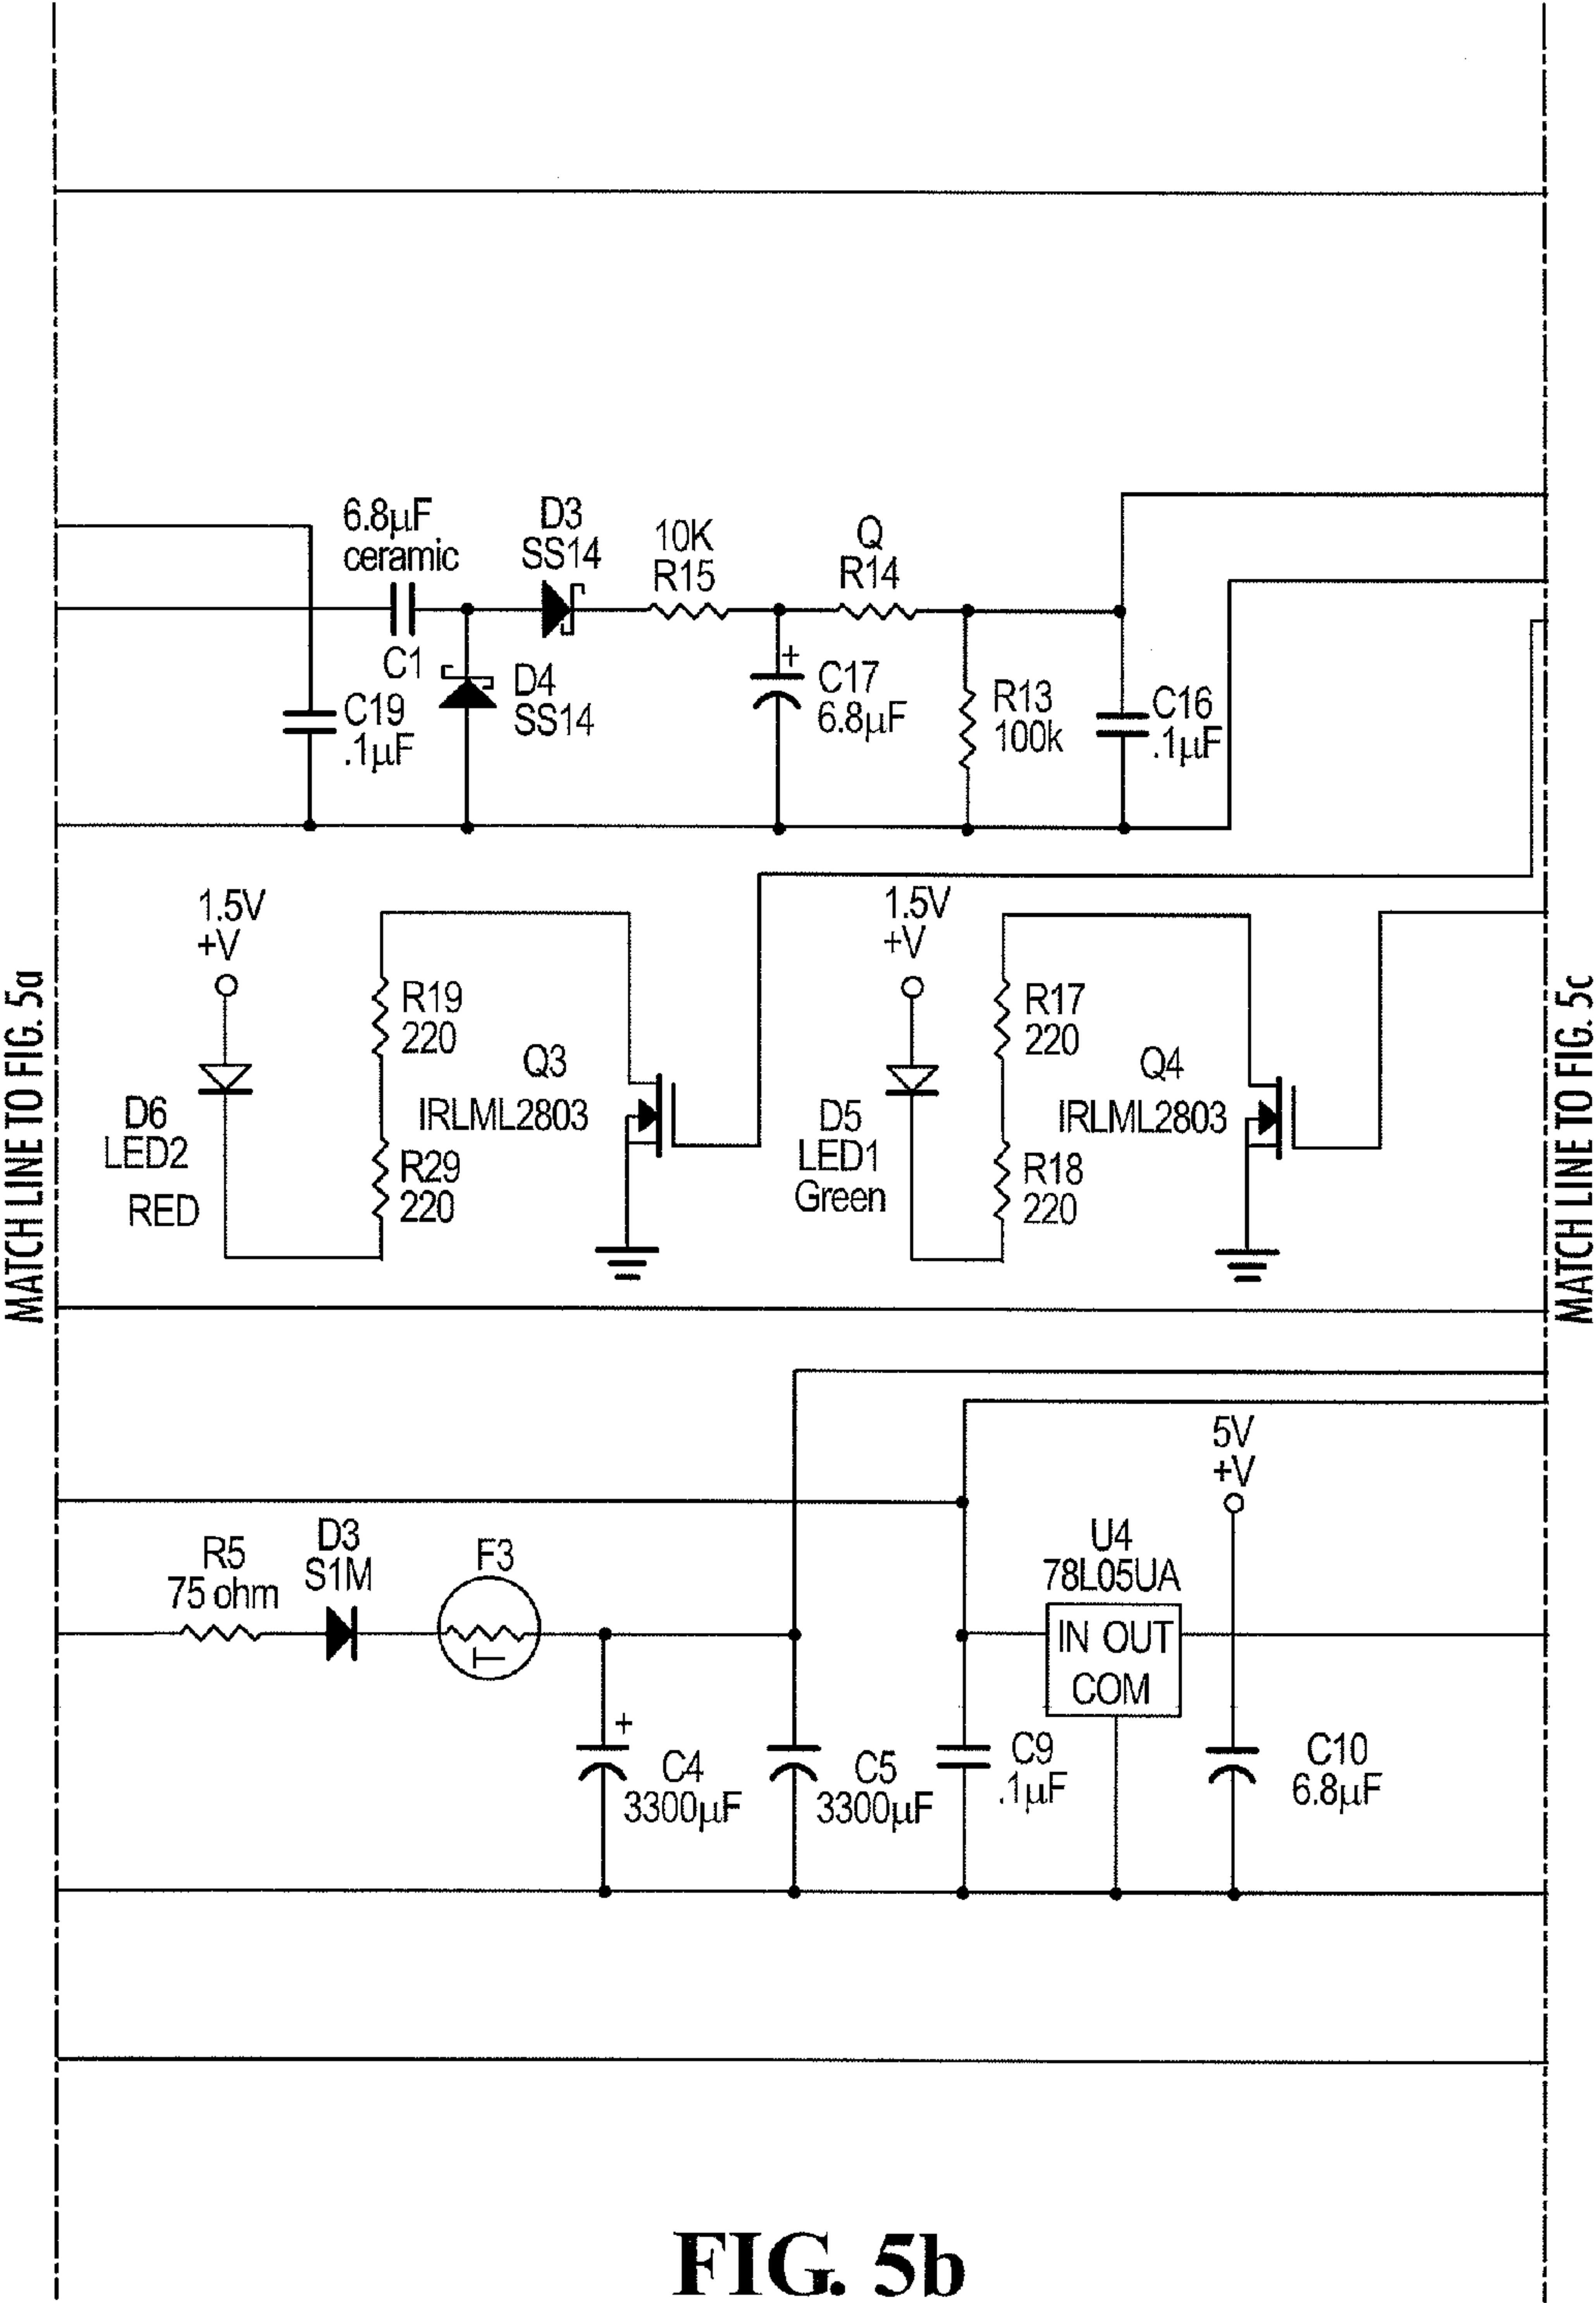 6.8µF
ceramic
C1
D3
SS14
10K
R15
Q
R14
C19
.1µF
D4
SS14
+
C17
6.8µF
R13
100k
C16
.1µF
1.5V
+V
D6
LED2
RED
R19
220
R29
220
Q3
IRLML2803
1.5V
+V
D5
LED1
Green
R17
220
R18
220
Q4
IRLML2803
MATCH LINE TO FIG. 5a
MATCH LINE TO FIG. 5c
R5
75 ohm
D3
S1M
F3
T
+
C4
3300µF
C5
3300µF
C9
.1µF
U4
78L05UA
IN OUT
COM
5V
+V
C10
6.8µF
FIG. 5b